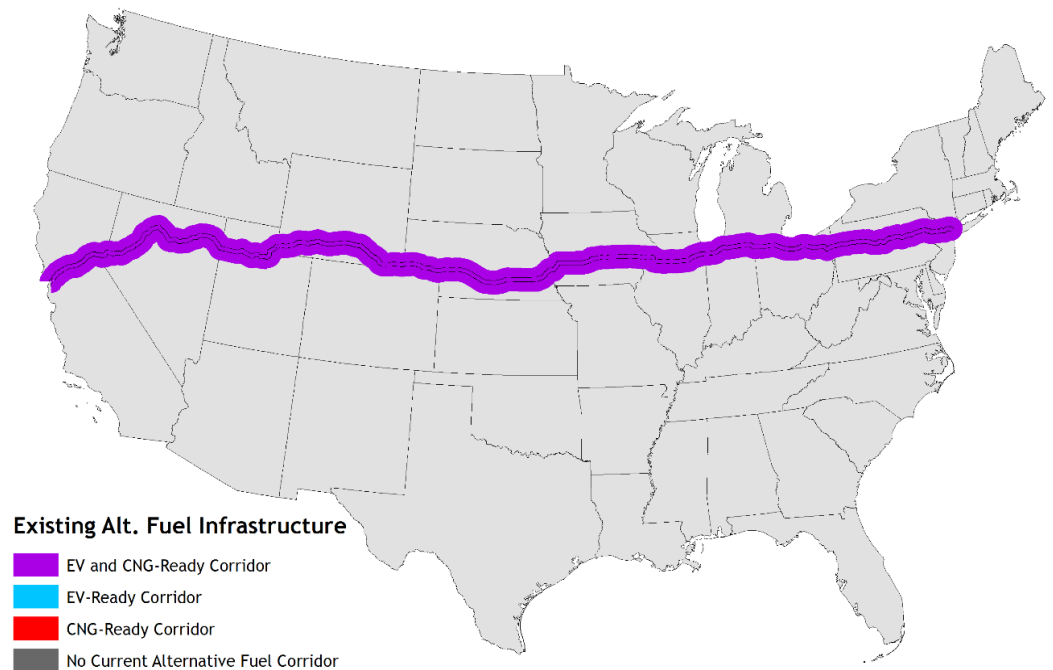 Existing Alt. Fuel Infrastructure
EV and CNG-Ready Corridor
EV-Ready Corridor
CNG-Ready Corridor
No Current Alternative Fuel Corridor